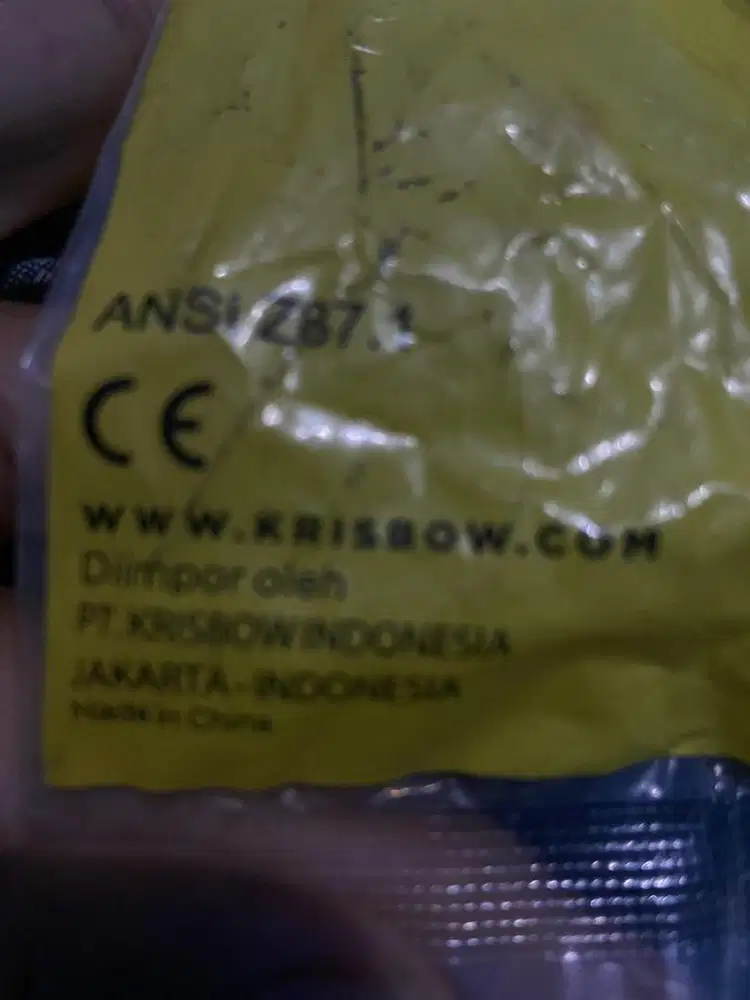 ANSI Z87.1
CE
WWW.KRISBOW.COM
Diimpor oleh
PT. KRISBOW INDONESIA
JAKARTA - INDONESIA
Made in China